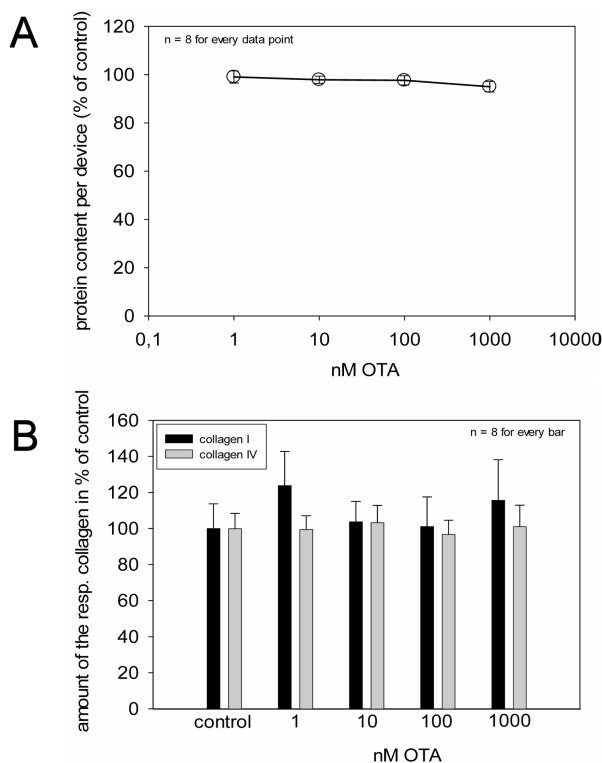 A
n = 8 for every data point
protein content per device (% of control)
120
100
80
60
40
20
0
0,1 1 10 100 1000 10000
nM OTA
B
n = 8 for every bar
collagen I
collagen IV
amount of the resp. collagen in % of control
160
140
120
100
80
60
40
20
0
control 1 10 100 1000
nM OTA